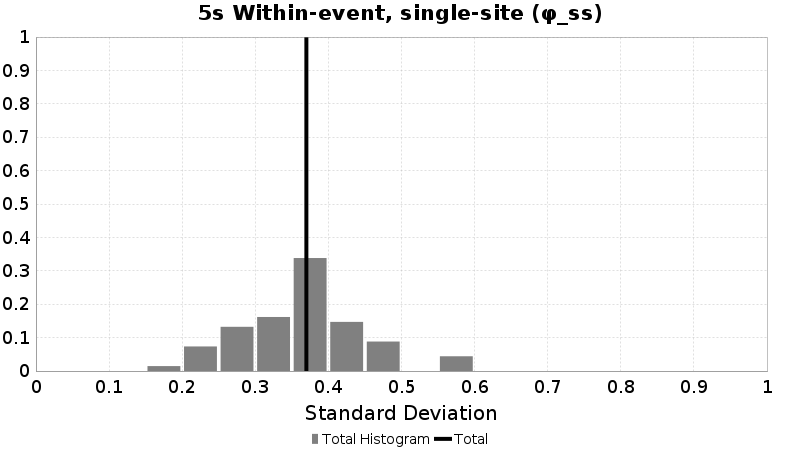 5s Within-event, single-site (φ_ss)
1
0.9
0.8
0.7
0.6
0.5
0.4
0.3
0.2
0.1
0
0 0.1 0.2 0.3 0.4 0.5 0.6 0.7 0.8 0.9 1
Standard Deviation
Total Histogram Total